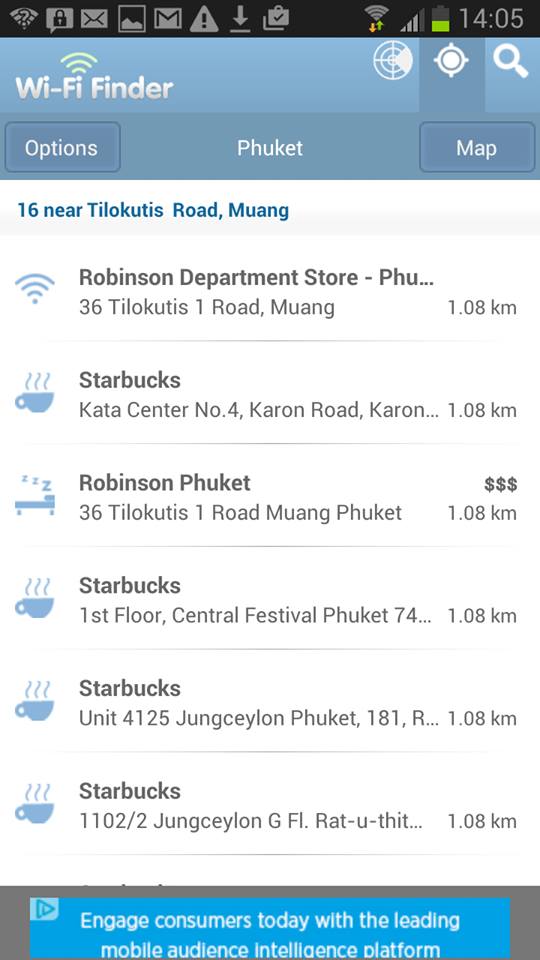 14:05
Wi-Fi Finder
Options Phuket Map
16 near Tilokutis Road, Muang
Robinson Department Store - Phu...
36 Tilokutis 1 Road, Muang 1.08 km
Starbucks
Kata Center No.4, Karon Road, Karon... 1.08 km
zzz Robinson Phuket $$$
36 Tilokutis 1 Road Muang Phuket 1.08 km
Starbucks
1st Floor, Central Festival Phuket 74... 1.08 km
Starbucks
Unit 4125 Jungceylon Phuket, 181, R... 1.08 km
Starbucks
1102/2 Jungceylon G Fl. Rat-u-thit... 1.08 km
Engage consumers today with the leading
mobile audience intelligence platform